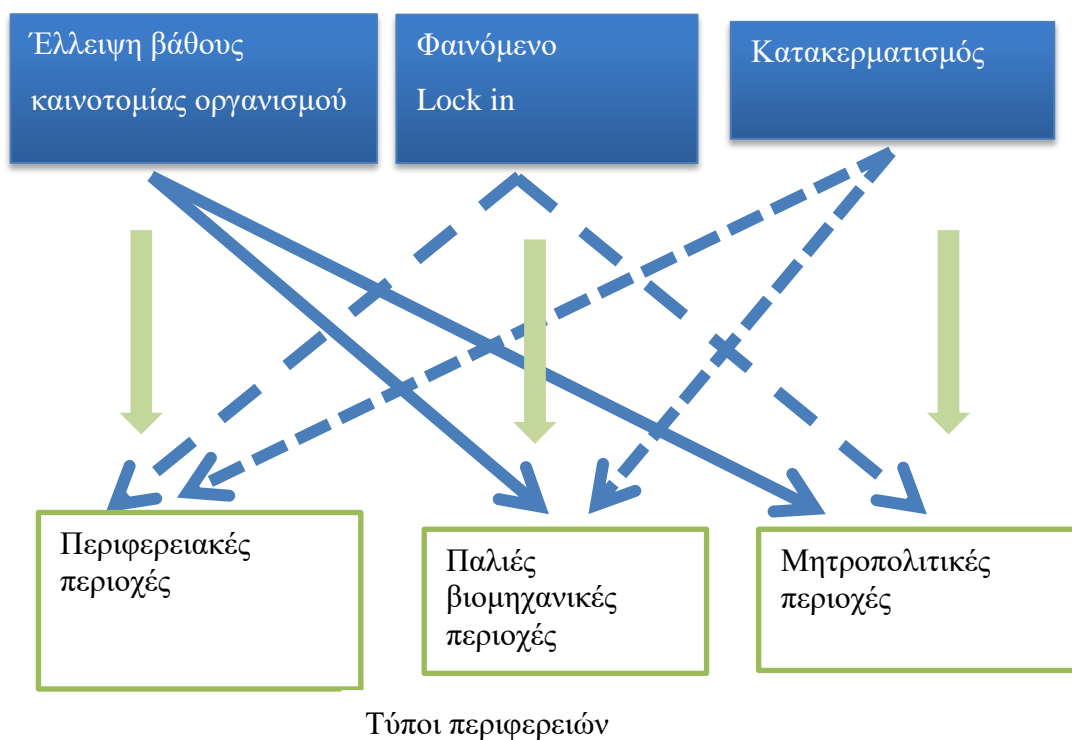 Έλλειψη βάθους
καινοτομίας οργανισμού
Φαινόμενο
Lock in
Κατακερματισμός
Περιφερειακές
περιοχές
Παλιές
βιομηχανικές
περιοχές
Μητροπολιτικές
περιοχές
Τύποι περιφερειών